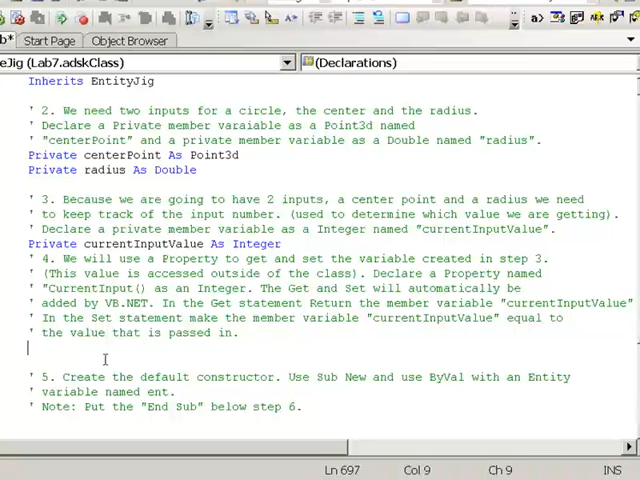 b*
Start Page
Object Browser
eJig (Lab7.adskClass)
(Declarations)
Inherits EntityJig
' 2. We need two inputs for a circle, the center and the radius.
' Declare a Private member varaiable as a Point3d named
' "centerPoint" and a private member variable as a Double named "radius".
Private centerPoint As Point3d
Private radius As Double
' 3. Because we are going to have 2 inputs, a center point and a radius we need
' to keep track of the input number. (used to determine which value we are getting).
' Declare a private member variable as a Integer named "currentInputValue".
Private currentInputValue As Integer
' 4. We will use a Property to get and set the variable created in step 3.
' (This value is accessed outside of the class). Declare a Property named
' "CurrentInput() as an Integer. The Get and Set will automatically be
' added by VB.NET. In the Get statement Return the member variable "currentInputValue"
' In the Set statement make the member variable "currentInputValue" equal to
' the value that is passed in.
' 5. Create the default constructor. Use Sub New and use ByVal with an Entity
' variable named ent.
' Note: Put the "End Sub" below step 6.
Ln 697
Col 9
Ch 9
INS